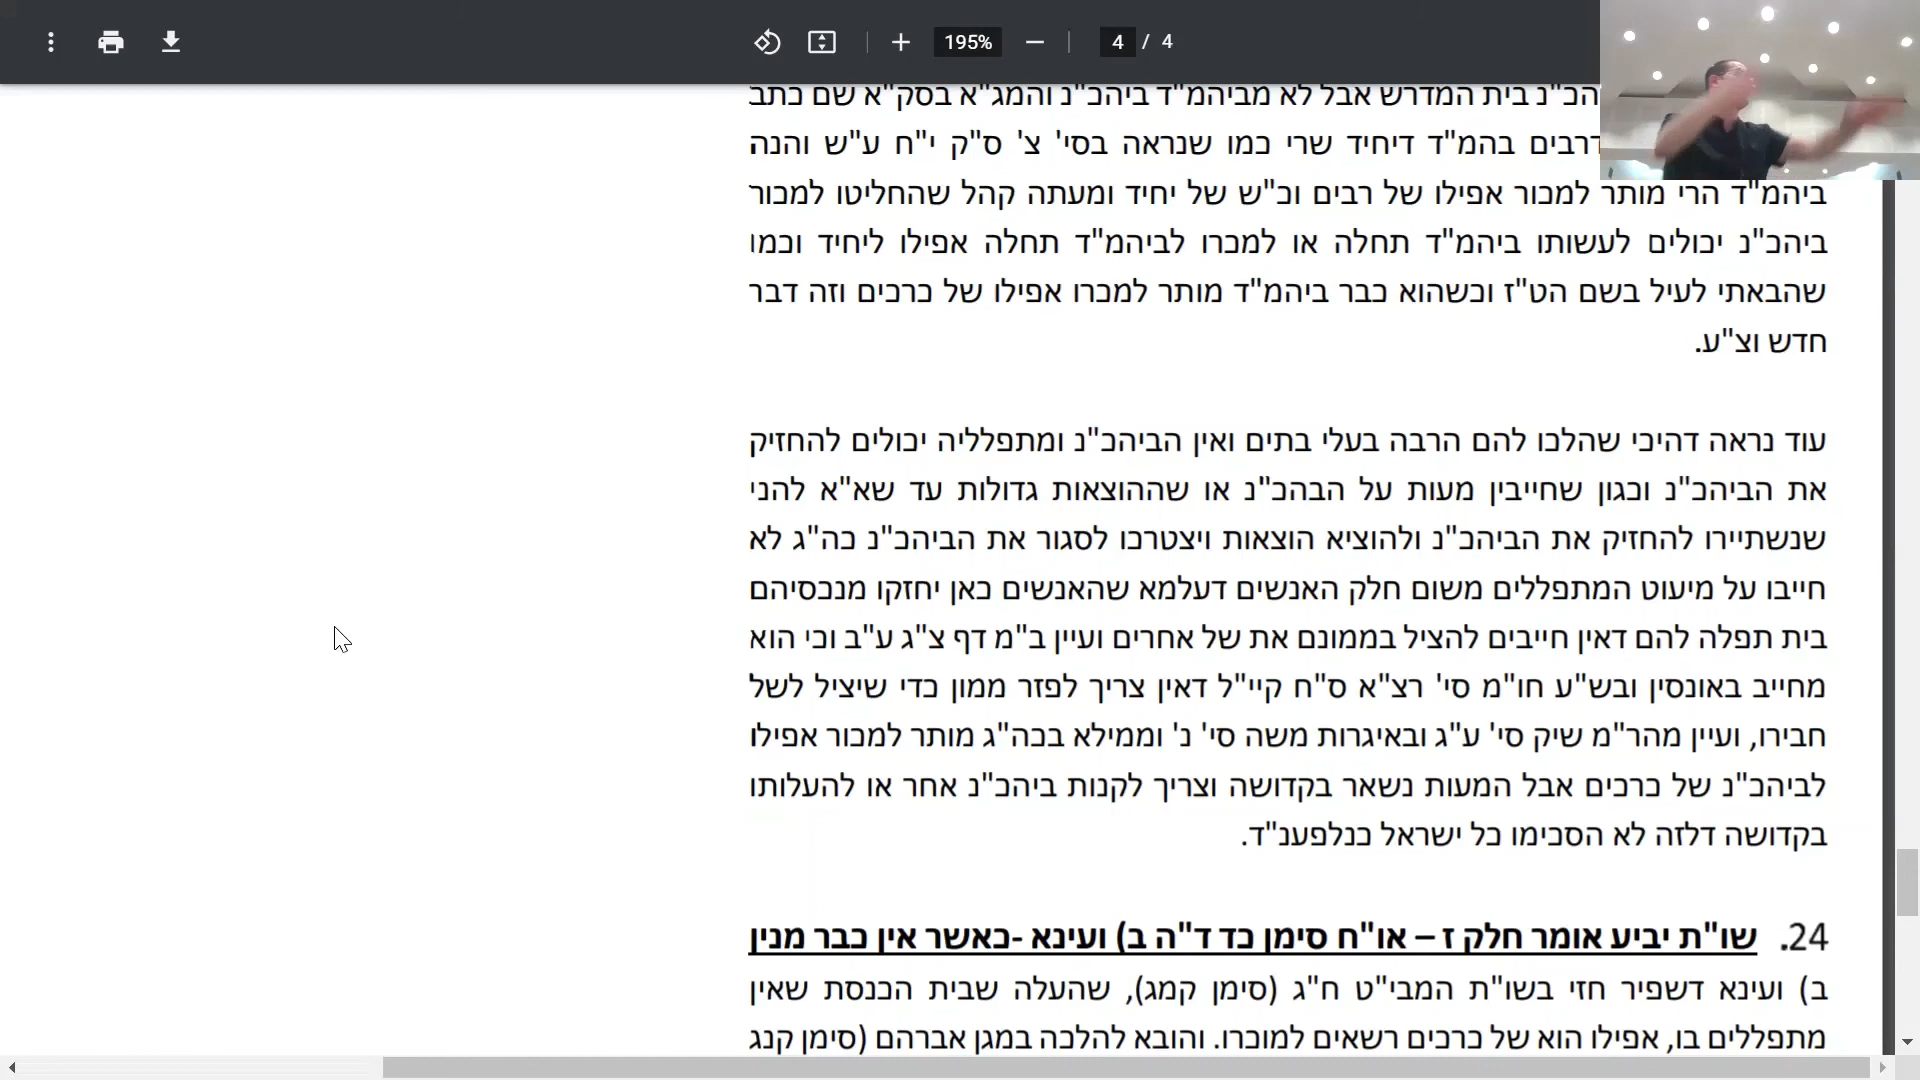 195%
4 / 4
הכ"נ בית המדרש אבל לא מביהמ"ד ביהכ"נ והמג"א בסק"א שם כתב
דרבים בהמ"ד דיחיד שרי כמו שנראה בסי' צ' ס"ק י"ח ע"ש והנה
ביהמ"ד הרי מותר למכור אפילו של רבים וכ"ש של יחיד ומעתה קהל שהחליטו למכור
ביהכ"נ יכולים לעשותו ביהמ"ד תחלה או למכרו לביהמ"ד תחלה אפילו ליחיד וכמו
שהבאתי לעיל בשם הט"ז וכשהוא כבר ביהמ"ד מותר למכרו אפילו של כרכים וזה דבר
חדש וצ"ע.
עוד נראה דהיכי שהלכו להם הרבה בעלי בתים ואין הביהכ"נ ומתפלליה יכולים להחזיק
את הביהכ"נ וכגון שחייבין מעות על הבהכ"נ או שההוצאות גדולות עד שא"א להני
שנשתיירו להחזיק את הביהכ"נ ולהוציא הוצאות ויצטרכו לסגור את הביהכ"נ כה"ג לא
חייבו על מיעוט המתפללים משום חלק האנשים דעלמא שהאנשים כאן יחזקו מנכסיהם
בית תפלה להם דאין חייבים להציל בממונם את של אחרים ועיין ב"מ דף צ"ג ע"ב וכי הוא
מחייב באונסין ובש"ע חו"מ סי' רצ"א ס"ח קיי"ל דאין צריך לפזר ממון כדי שיציל לשל
חבירו, ועיין מהר"מ שיק סי' ע"ג ובאיגרות משה סי' נ' וממילא בכה"ג מותר למכור אפילו
לביהכ"נ של כרכים אבל המעות נשאר בקדושה וצריך לקנות ביהכ"נ אחר או להעלותו
בקדושה דלזה לא הסכימו כל ישראל כנלפענ"ד.
24. שו"ת יביע אומר חלק ז – או"ח סימן כד ד"ה ב) ועינא -כאשר אין כבר מנין
ב) ועינא דשפיר חזי בשו"ת המבי"ט ח"ג (סימן קמג), שהעלה שבית הכנסת שאין
מתפללים בו, אפילו הוא של כרכים רשאים למוכרו. והובא להלכה במגן אברהם (סימן קנג